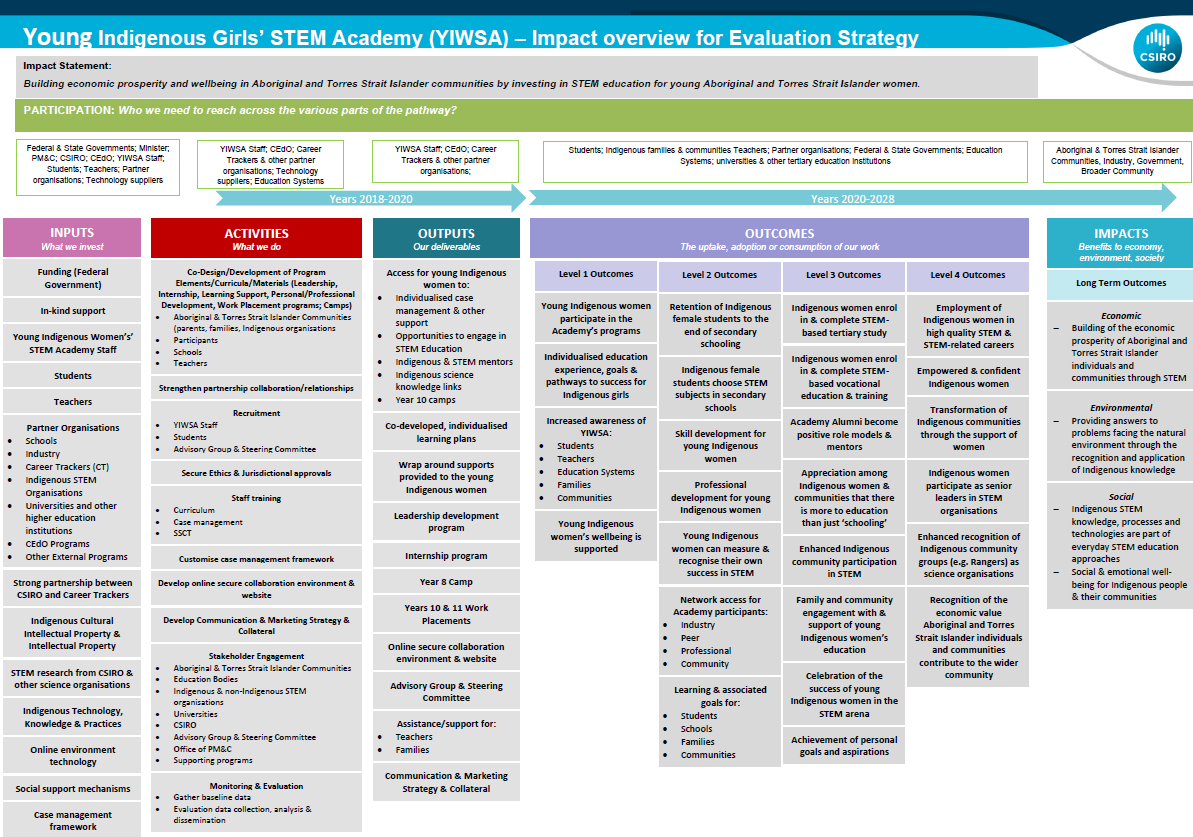 Young Indigenous Girls’ STEM Academy (YIWSA) – Impact overview for Evaluation Strategy
CSIRO
Impact Statement:
Building economic prosperity and wellbeing in Aboriginal and Torres Strait Islander communities by investing in STEM education for young Aboriginal and Torres Strait Islander women.
PARTICIPATION: Who we need to reach across the various parts of the pathway?
Federal & State Governments; Minister;
PM&C; CSIRO; CEdO; YIWSA Staff;
Students; Teachers; Partner
organisations; Technology suppliers
YIWSA Staff; CEdO; Career
Trackers & other partner
organisations; Technology
suppliers; Education Systems
YIWSA Staff; CEdO; Career
Trackers & other partner
organisations;
Students; Indigenous families & communities Teachers; Partner organisations; Federal & State Governments; Education
Systems; universities & other tertiary education institutions
Aboriginal & Torres Strait Islander
Communities, Industry, Government,
Broader Community
Years 2018-2020
Years 2020-2028
INPUTS
What we invest
Funding (Federal
Government)
In-kind support
Young Indigenous Women’s’
STEM Academy Staff
Students
Teachers
Partner Organisations
• Schools
• Industry
• Career Trackers (CT)
• Indigenous STEM
Organisations
• Universities and other
higher education
institutions
• CEdO Programs
• Other External Programs
Strong partnership between
CSIRO and Career Trackers
Indigenous Cultural
Intellectual Property &
Intellectual Property
STEM research from CSIRO &
other science organisations
Indigenous Technology,
Knowledge & Practices
Online environment
technology
Social support mechanisms
Case management
framework
ACTIVITIES
What we do
Co-Design/Development of Program
Elements/Curricula/Materials (Leadership,
Internship, Learning Support, Personal/Professional
Development, Work Placement programs; Camps)
• Aboriginal & Torres Strait Islander Communities
(parents, families, Indigenous organisations
• Participants
• Schools
• Teachers
Strengthen partnership collaboration/relationships
Recruitment
• YIWSA Staff
• Students
• Advisory Group & Steering Committee
Secure Ethics & Jurisdictional approvals
Staff training
• Curriculum
• Case management
• SSCT
Customise case management framework
Develop online secure collaboration environment &
website
Develop Communication & Marketing Strategy &
Collateral
Stakeholder Engagement
• Aboriginal & Torres Strait Islander Communities
• Education Bodies
• Indigenous & non-Indigenous STEM
organisations
• Universities
• CSIRO
• Advisory Group & Steering Committee
• Office of PM&C
• Supporting programs
Monitoring & Evaluation
• Gather baseline data
• Evaluation data collection, analysis &
dissemination
OUTPUTS
Our deliverables
Access for young Indigenous
women to:
• Individualised case
management & other
support
• Opportunities to engage in
STEM Education
• Indigenous & STEM mentors
• Indigenous science
knowledge links
• Year 10 camps
Co-developed, individualised
learning plans
Wrap around supports
provided to the young
Indigenous women
Leadership development
program
Internship program
Year 8 Camp
Years 10 & 11 Work
Placements
Online secure collaboration
environment & website
Advisory Group & Steering
Committee
Assistance/support for:
• Teachers
• Families
Communication & Marketing
Strategy & Collateral
OUTCOMES
The uptake, adoption or consumption of our work
Level 1 Outcomes
Young Indigenous women
participate in the
Academy’s programs
Individualised education
experience, goals &
pathways to success for
Indigenous girls
Increased awareness of
YIWSA:
• Students
• Teachers
• Education Systems
• Families
• Communities
Young Indigenous
women’s wellbeing is
supported
Level 2 Outcomes
Retention of Indigenous
female students to the
end of secondary
schooling
Indigenous female
students choose STEM
subjects in secondary
schools
Skill development for
young Indigenous
women
Professional
development for young
Indigenous women
Young Indigenous
women can measure &
recognise their own
success in STEM
Network access for
Academy participants:
• Industry
• Peer
• Professional
• Community
Learning & associated
goals for:
• Students
• Schools
• Families
• Communities
Level 3 Outcomes
Indigenous women enrol
in & complete STEM-
based tertiary study
Indigenous women enrol
in & complete STEM-
based vocational
education & training
Academy Alumni become
positive role models &
mentors
Appreciation among
Indigenous women &
communities that there
is more to education
than just ‘schooling’
Enhanced Indigenous
community participation
in STEM
Family and community
engagement with &
support of young
Indigenous women’s
education
Celebration of the
success of young
Indigenous women in the
STEM arena
Achievement of personal
goals and aspirations
Level 4 Outcomes
Employment of
Indigenous women in
high quality STEM &
STEM-related careers
Empowered & confident
Indigenous women
Transformation of
Indigenous communities
through the support of
women
Indigenous women
participate as senior
leaders in STEM
organisations
Enhanced recognition of
Indigenous community
groups (e.g. Rangers) as
science organisations
Recognition of the
economic value
Aboriginal and Torres
Strait Islander individuals
and communities
contribute to the wider
community
IMPACTS
Benefits to economy,
environment, society
Long Term Outcomes
Economic
– Building of the economic
prosperity of Aboriginal and
Torres Strait Islander
individuals and
communities through STEM
Environmental
– Providing answers to
problems facing the natural
environment through the
recognition and application
of Indigenous knowledge
Social
– Indigenous STEM
knowledge, processes and
technologies are part of
everyday STEM education
approaches
– Social & emotional well-
being for Indigenous people
& their communities